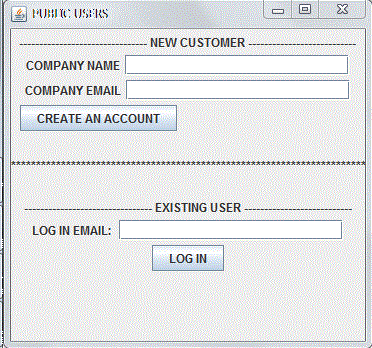 PUBLIC USERS
-------------------------------- NEW CUSTOMER ---------------------------
COMPANY NAME
COMPANY EMAIL
CREATE AN ACCOUNT
***********************************************************************
-------------------------------- EXISTING USER ---------------------------
LOG IN EMAIL:
LOG IN